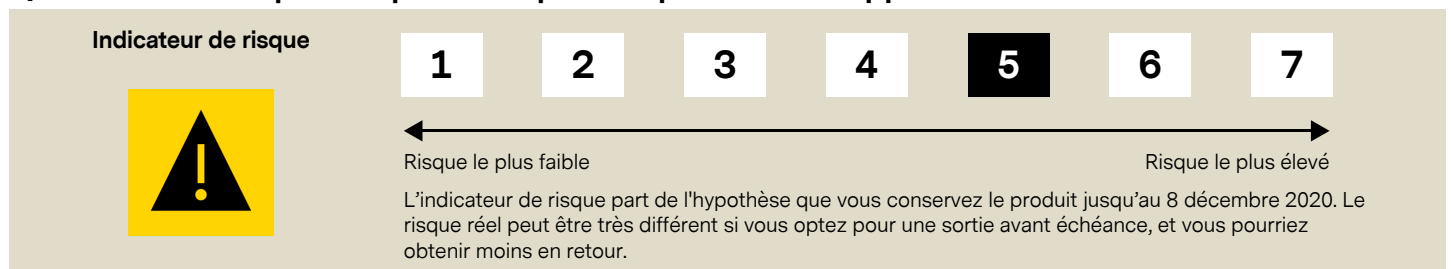 Indicateur de risque
1 2 3 4 5 6 7
Risque le plus faible Risque le plus élevé
L’indicateur de risque part de l'hypothèse que vous conservez le produit jusqu’au 8 décembre 2020. Le
risque réel peut être très différent si vous optez pour une sortie avant échéance, et vous pourriez
obtenir moins en retour.